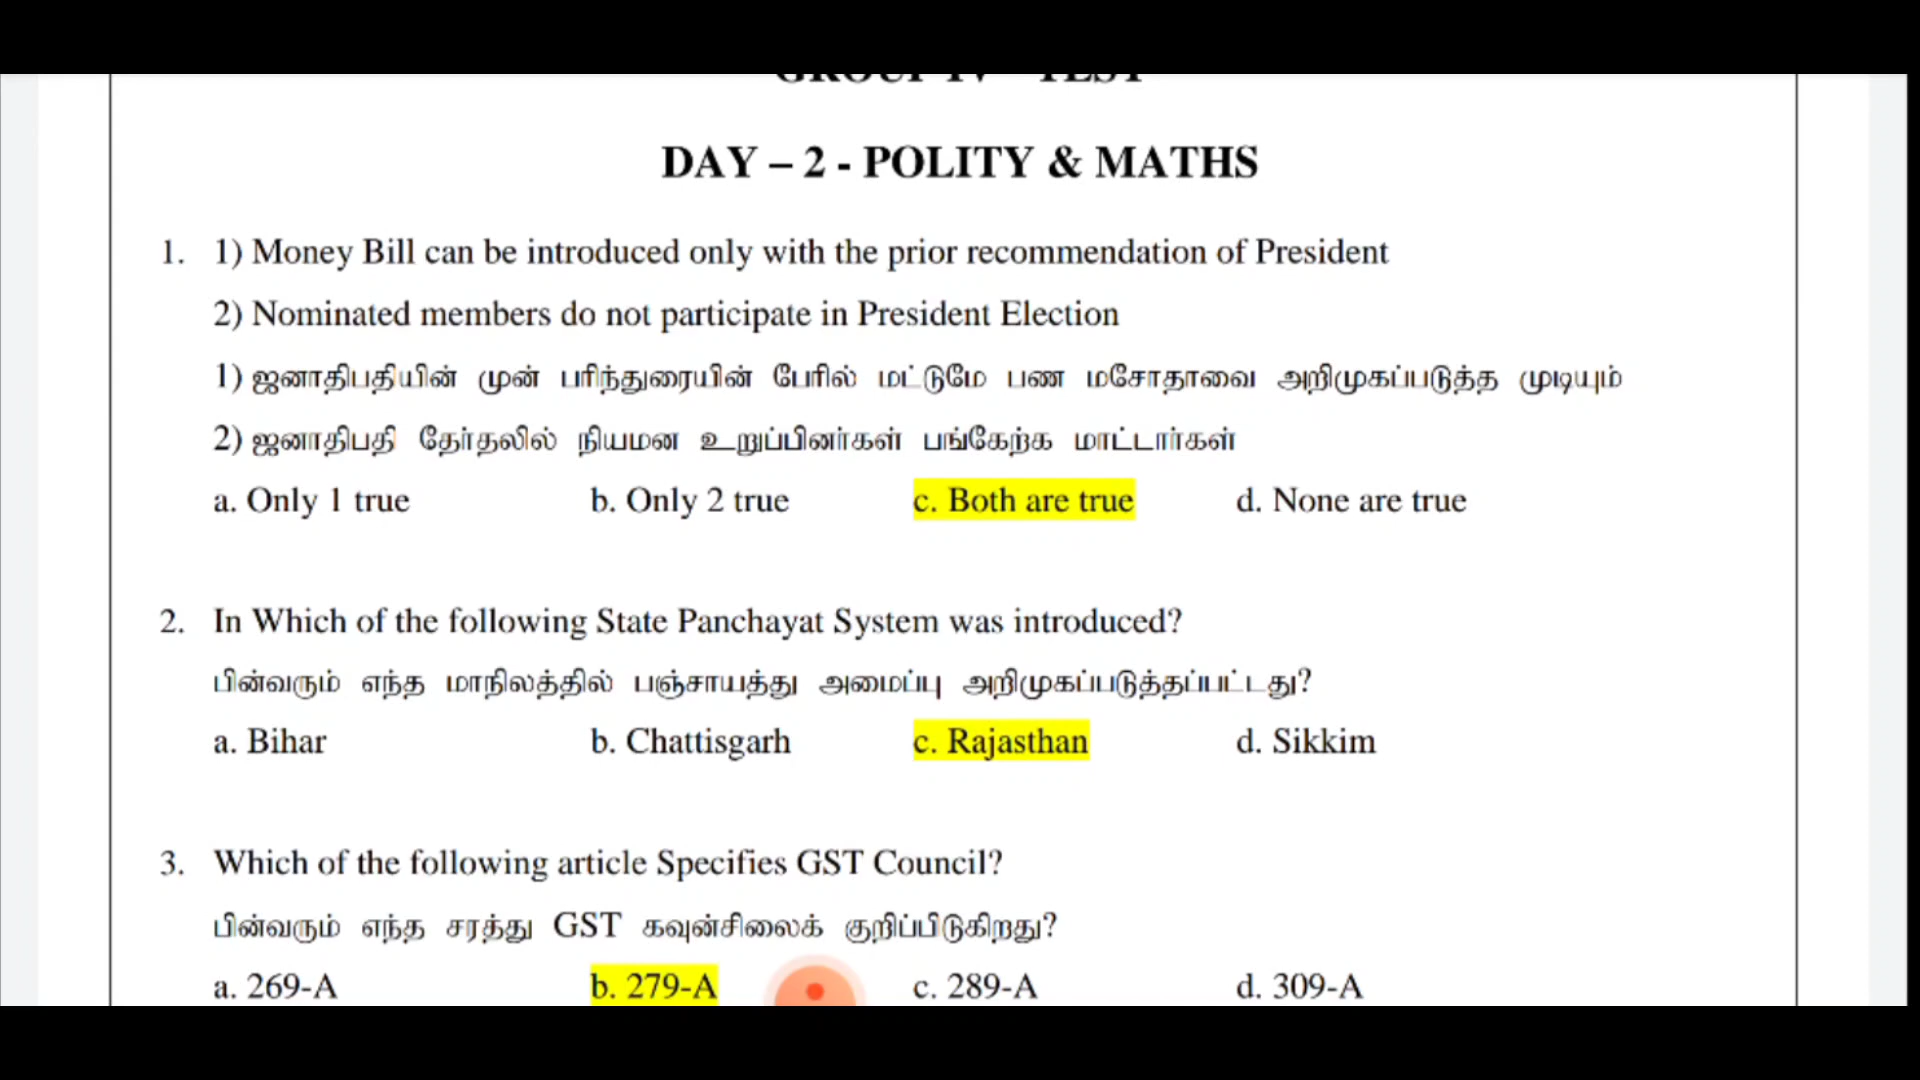 GROUP IV TEST
DAY – 2 - POLITY & MATHS
1. 1) Money Bill can be introduced only with the prior recommendation of President
2) Nominated members do not participate in President Election
1) ஜனாதிபதியின் முன் பரிந்துரையின் பேரில் மட்டுமே பண மசோதாவை அறிமுகப்படுத்த முடியும்
2) ஜனாதிபதி தேர்தலில் நியமன உறுப்பினர்கள் பங்கேற்க மாட்டார்கள்
a. Only 1 true b. Only 2 true c. Both are true d. None are true
2. In Which of the following State Panchayat System was introduced?
பின்வரும் எந்த மாநிலத்தில் பஞ்சாயத்து அமைப்பு அறிமுகப்படுத்தப்பட்டது?
a. Bihar b. Chattisgarh c. Rajasthan d. Sikkim
3. Which of the following article Specifies GST Council?
பின்வரும் எந்த சரத்து GST கவுன்சிலைக் குறிப்பிடுகிறது?
a. 269-A b. 279-A c. 289-A d. 309-A